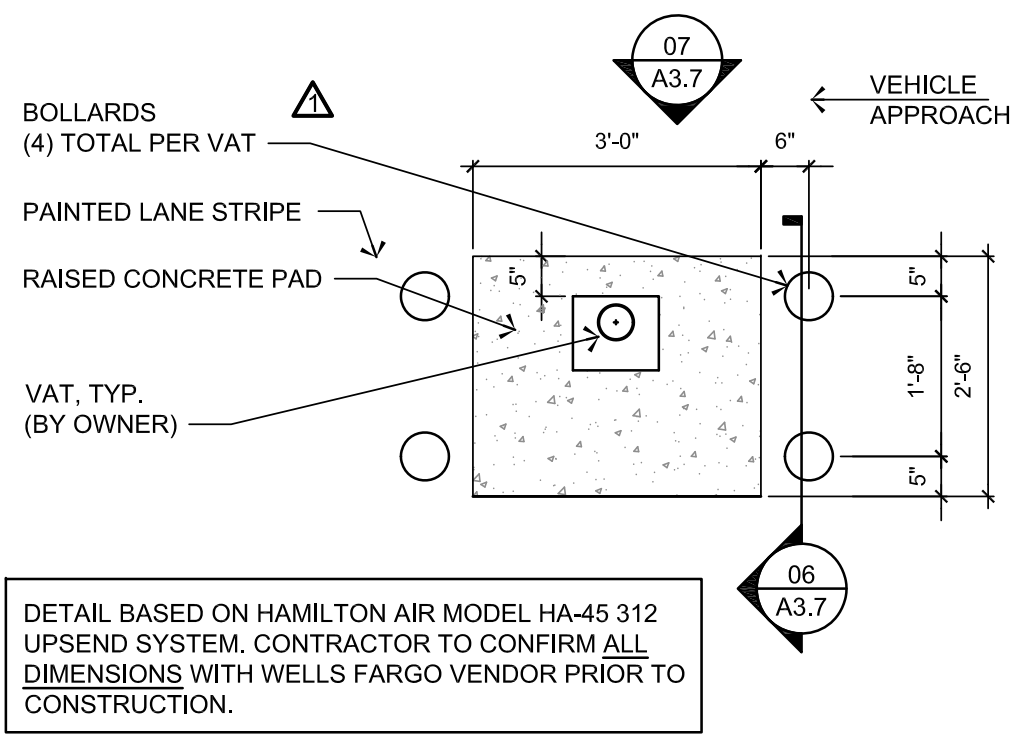 07
A3.7
VEHICLE
APPROACH
BOLLARDS
(4) TOTAL PER VAT
1
3'-0"
6"
PAINTED LANE STRIPE
RAISED CONCRETE PAD
5"
5"
1'-8"
2'-6"
VAT, TYP.
(BY OWNER)
5"
06
A3.7
DETAIL BASED ON HAMILTON AIR MODEL HA-45 312
UPSEND SYSTEM. CONTRACTOR TO CONFIRM ALL
DIMENSIONS WITH WELLS FARGO VENDOR PRIOR TO
CONSTRUCTION.